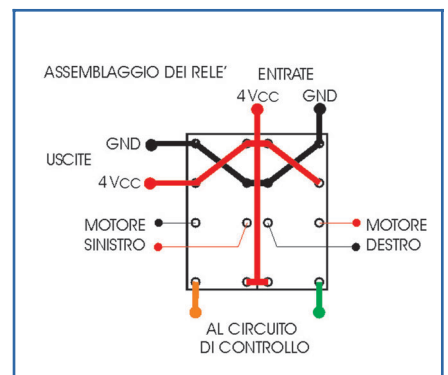 ASSEMBLAGGIO DEI RELE'
ENTRATE
4 VCC
GND
GND
USCITE
4 VCC
MOTORE
SINISTRO
MOTORE
DESTRO
AL CIRCUITO
DI CONTROLLO